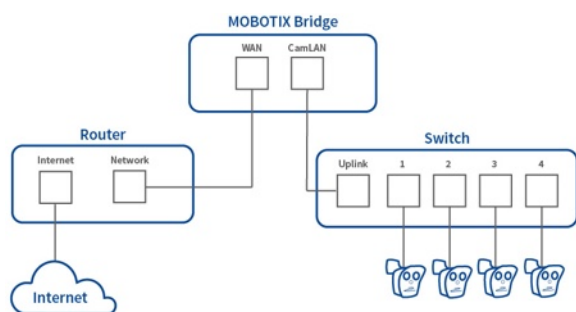 MOBOTIX Bridge
WAN CamLAN
Router
Internet Network
Switch
Uplink 1 2 3 4
Internet